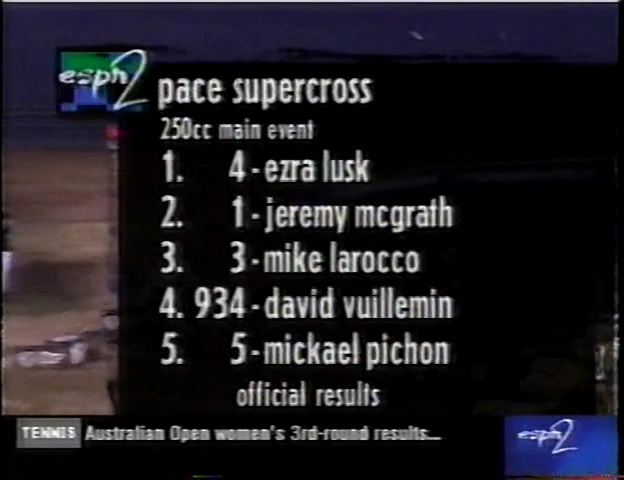 espn2 pace supercross
250cc main event
1. 4 - ezra lusk
2. 1 - jeremy mcgrath
3. 3 - mike larocco
4. 934 - david vuillemin
5. 5 - mickael pichon
official results
TENNIS Australian Open women's 3rd-round results... espn2